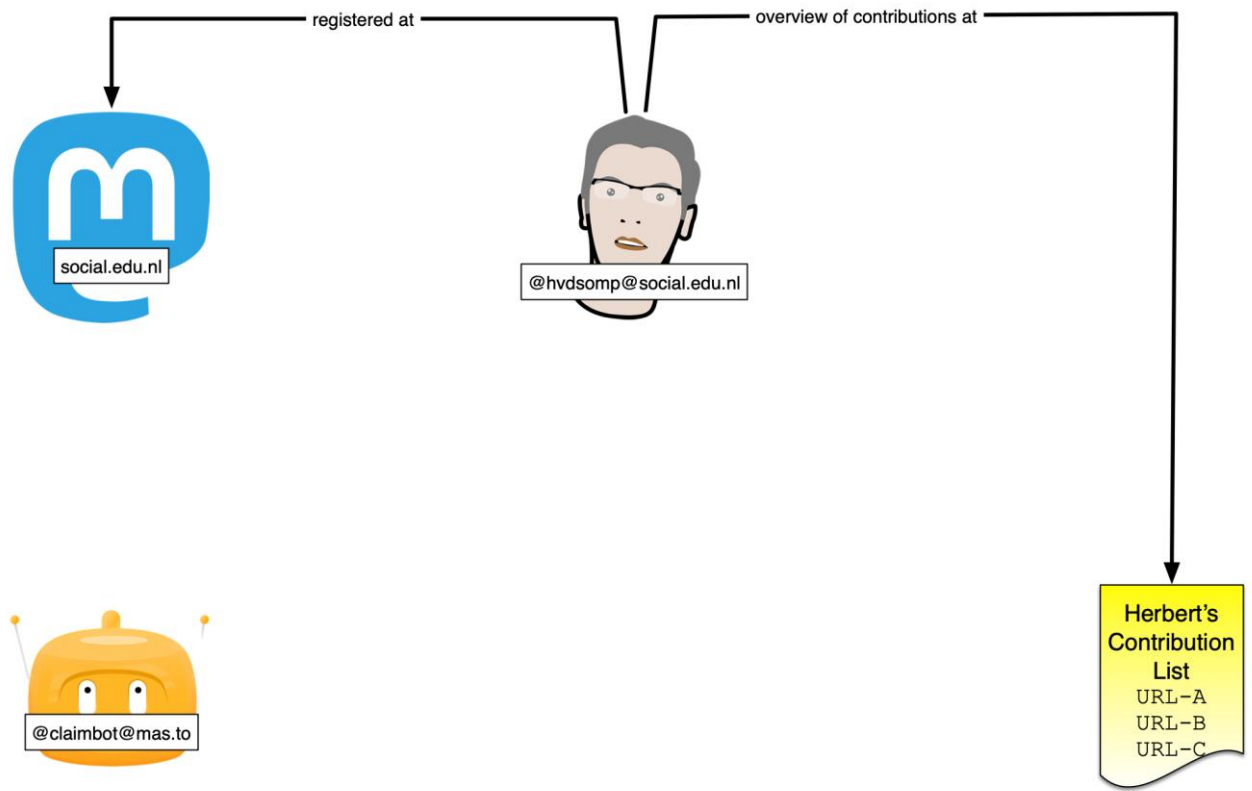 registered at
overview of contributions at
m
social.edu.nl
@hvdsomp@social.edu.nl
Herbert's
Contribution
List
URL-A
URL-B
URL-C
@claimbot@mas.to